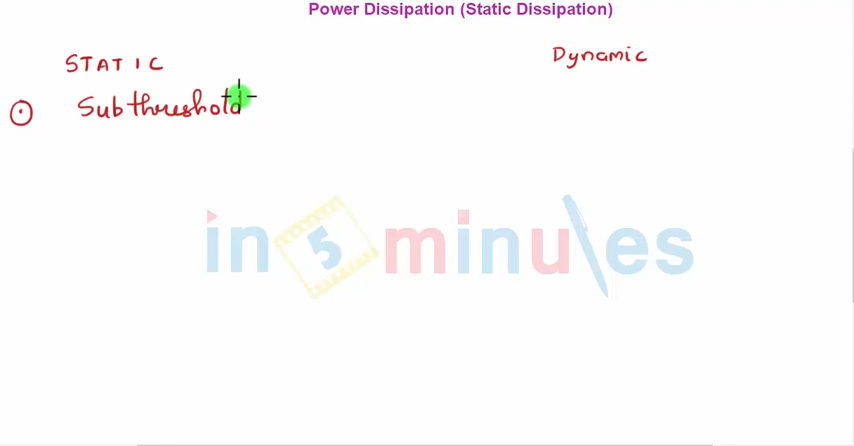 Power Dissipation (Static Dissipation)
STATIC
Dynamic
Subthreshold
in 5 minutes